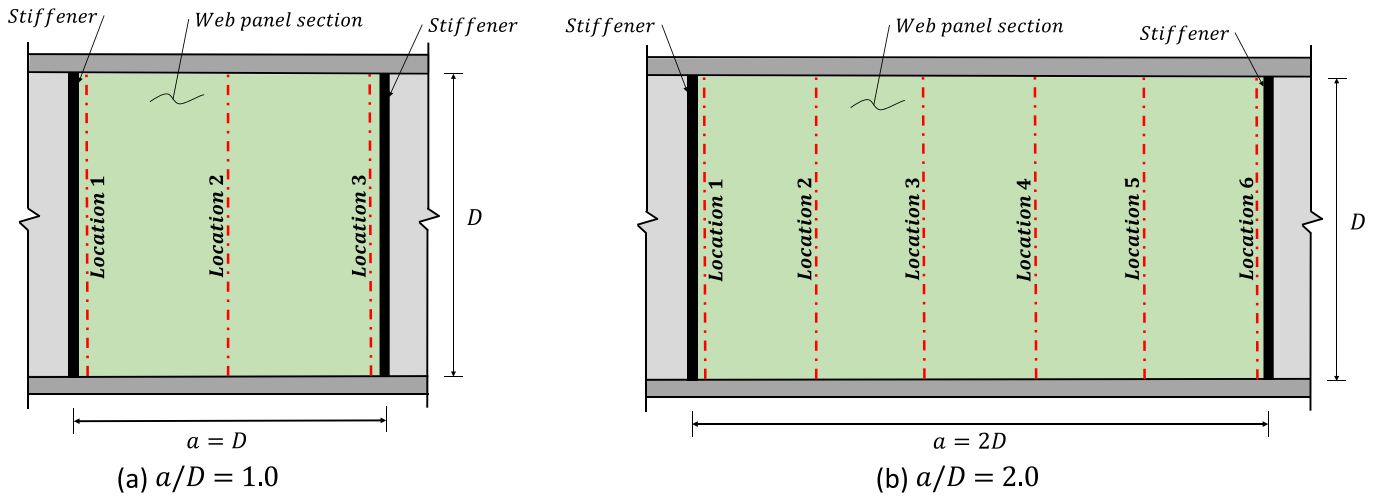 Stiffener
Web panel section
Stiffener
Location 1
Location 2
Location 3
D
a = D
(a) a/D = 1.0
Stiffener
Web panel section
Stiffener
Location 1
Location 2
Location 3
Location 4
Location 5
Location 6
D
a = 2D
(b) a/D = 2.0